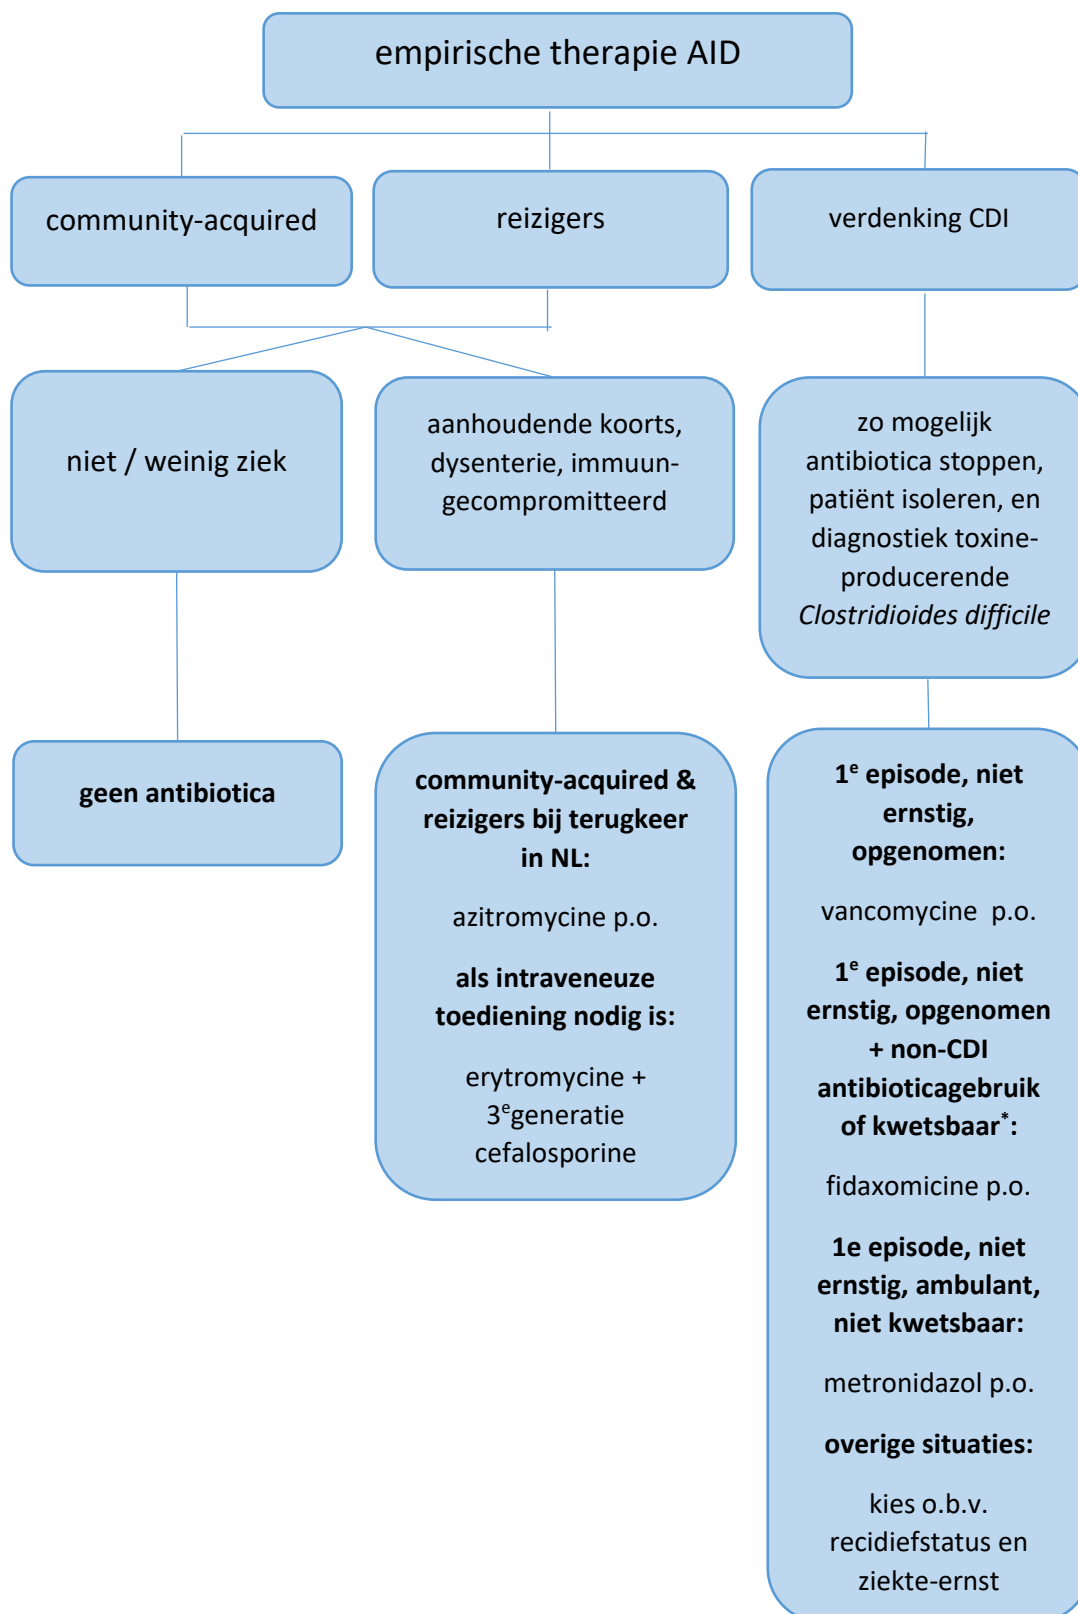 empirische therapie AID
community-acquired
reizigers
verdenking CDI
niet / weinig ziek
aanhoudende koorts,
dysenterie, immuun-
gecompromitteerd
zo mogelijk
antibiotica stoppen,
patiënt isoleren, en
diagnostiek toxine-
producerende
Clostridioides difficile
geen antibiotica
community-acquired &
reizigers bij terugkeer
in NL:
azitromycine p.o.
als intraveneuze
toediening nodig is:
erytromycine +
3e generatie
cefalosporine
1e episode, niet
ernstig,
opgenomen:
vancomycine  p.o.
1e episode, niet
ernstig, opgenomen
+ non-CDI
antibioticagebruik
of kwetsbaar*:
fidaxomicine p.o.
1e episode, niet
ernstig, ambulant,
niet kwetsbaar:
metronidazol p.o.
overige situaties:
kies o.b.v.
recidiefstatus en
ziekte-ernst